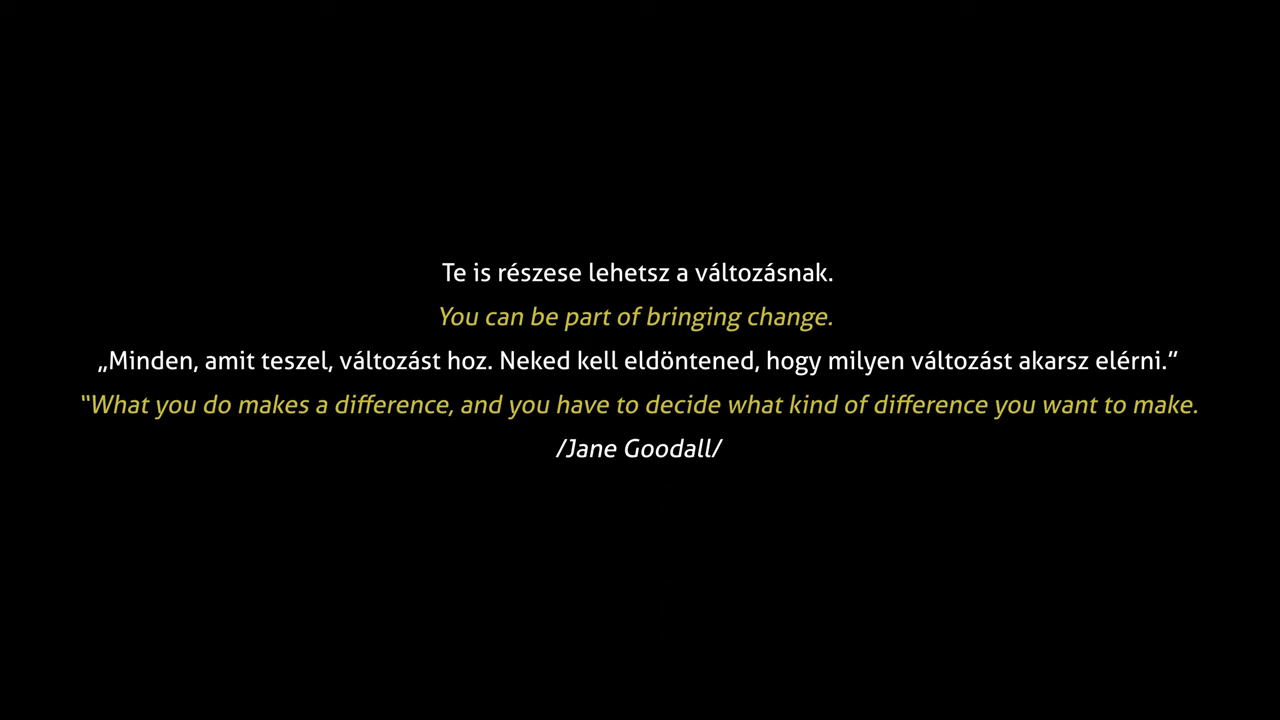 Te is részese lehetsz a változásnak.
You can be part of bringing change.
„Minden, amit teszel, változást hoz. Neked kell eldöntened, hogy milyen változást akarsz elérni.”
“What you do makes a difference, and you have to decide what kind of difference you want to make.
/Jane Goodall/